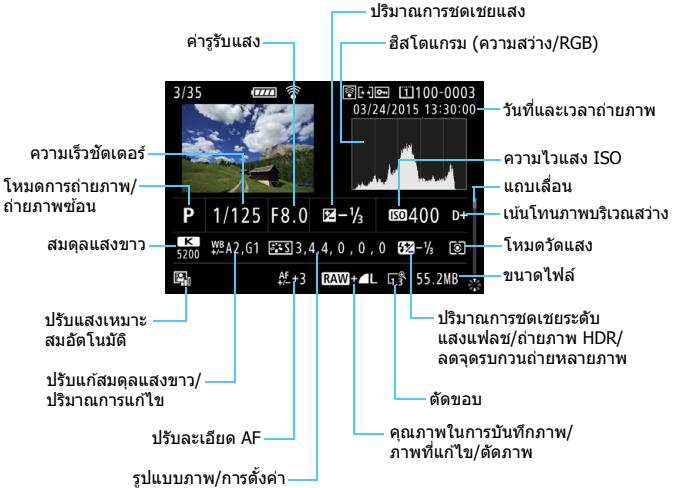 ปริมาณการชดเชยแสง
ค่ารูรับแสง
ฮิสโตแกรม (ความสว่าง/RGB)
3/35
1 100-0003
03/24/2015 13:30:00
วันที่และเวลาถ่ายภาพ
ความเร็วชัตเตอร์
ความไวแสง ISO
โหมดการถ่ายภาพ/
ถ่ายภาพซ้อน
แถบเลื่อน
P 1/125 F8.0 -⅓ ISO 400 D+
เน้นโทนภาพบริเวณสว่าง
สมดุลแสงขาว
K 5200 WB +/- A2,G1 S 3,4,4,0,0,0 -⅓
โหมดวัดแสง
AF +/- +3 RAW+L 1.3 55.2MB
ขนาดไฟล์
ปรับแสงเหมาะ
สมอัตโนมัติ
ปริมาณการชดเชยระดับ
แสงแฟลช/ถ่ายภาพ HDR/
ลดจุดรบกวนถ่ายหลายภาพ
ปรับแก้สมดุลแสงขาว/
ปริมาณการแก้ไข
ตัดขอบ
ปรับละเอียด AF
คุณภาพในการบันทึกภาพ/
ภาพที่แก้ไข/ตัดภาพ
รูปแบบภาพ/การตั้งค่า